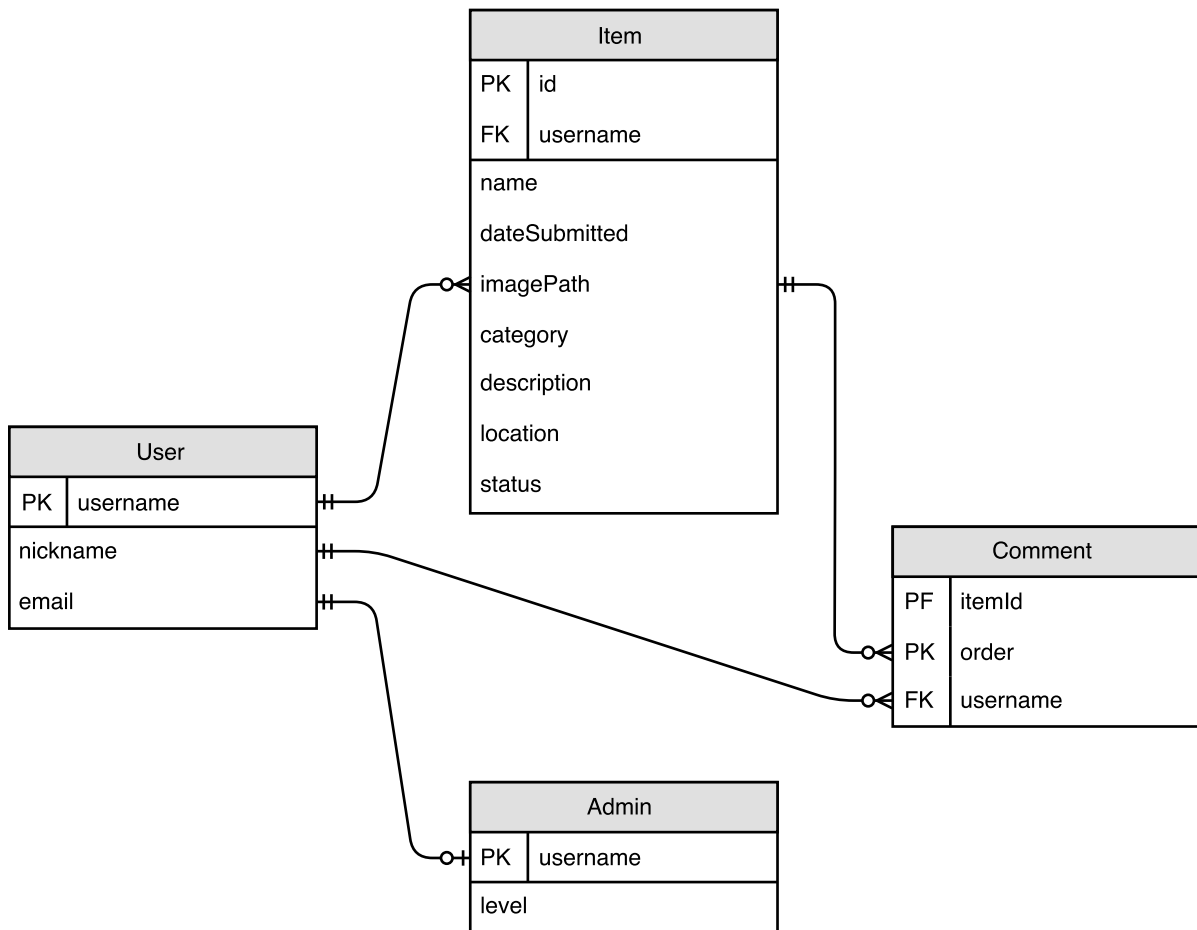 Item
PK id
FK username
name
dateSubmitted
imagePath
category
description
location
status
User
PK username
nickname
email
Comment
PF itemId
PK order
FK username
Admin
PK username
level